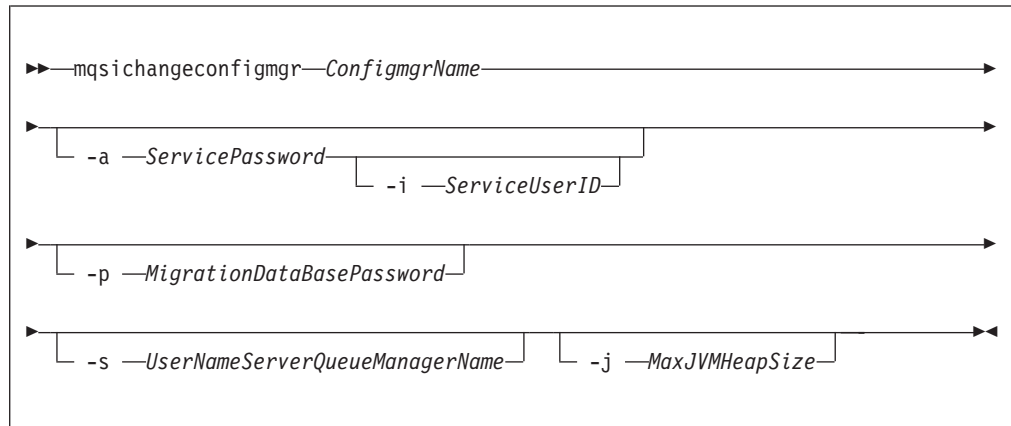 mqsichangeconfigmgr ConfigmgrName
-a ServicePassword
-i ServiceUserID
-p MigrationDataBasePassword
-s UserNameServerQueueManagerName -j MaxJVMHeapSize